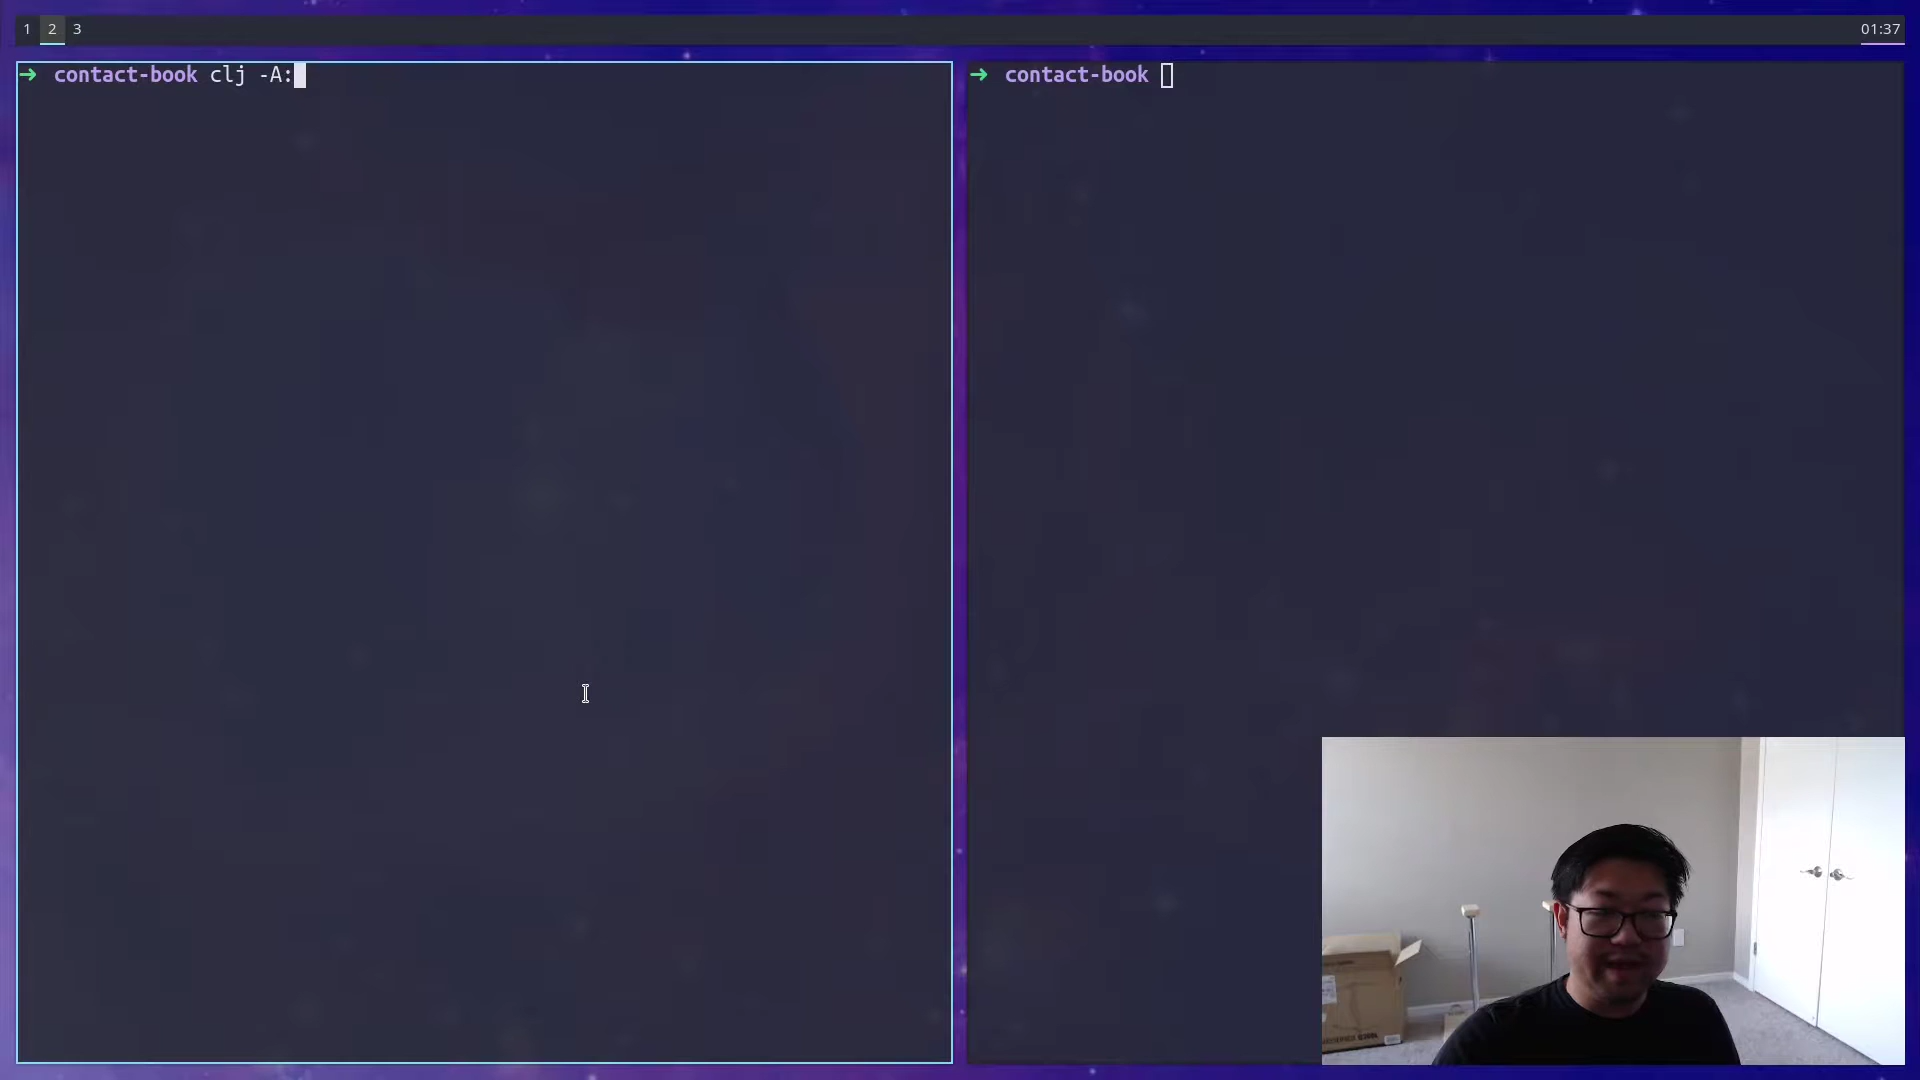 1 2 3
01:37
➜ contact-book clj -A:
➜ contact-book